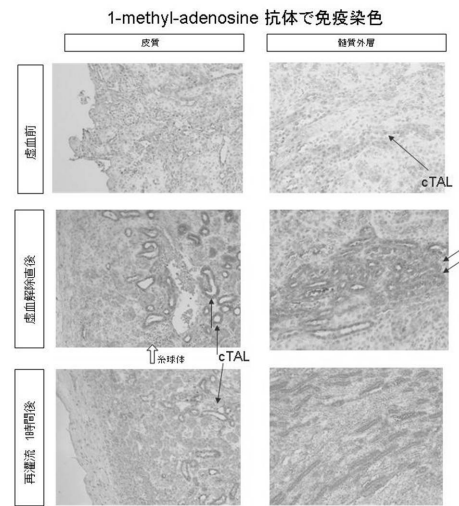 1-methyl-adenosine 抗体で免疫染色
皮質
髄質外層
虚血前
cTAL
虚血解除直後
糸球体
cTAL
再灌流 1時間後